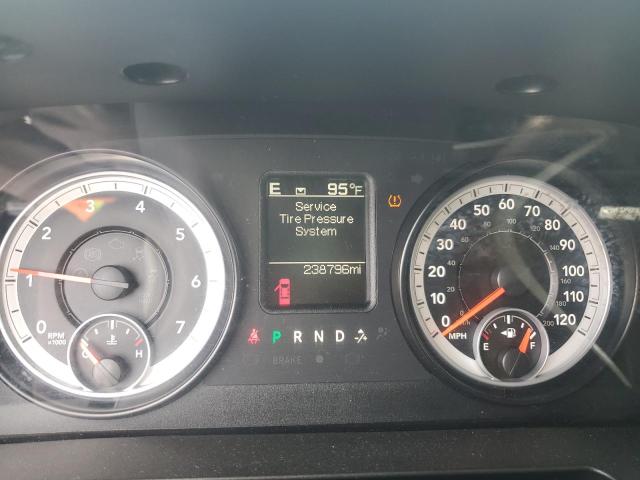 E 95°F
Service
Tire Pressure
System
238796mi
P R N D
BRAKE
0 1 2 3 4 5 6 7
RPM
x1000
C H
0 10 20 30 40 50 60 70 80 90 100 110 120
MPH
E F